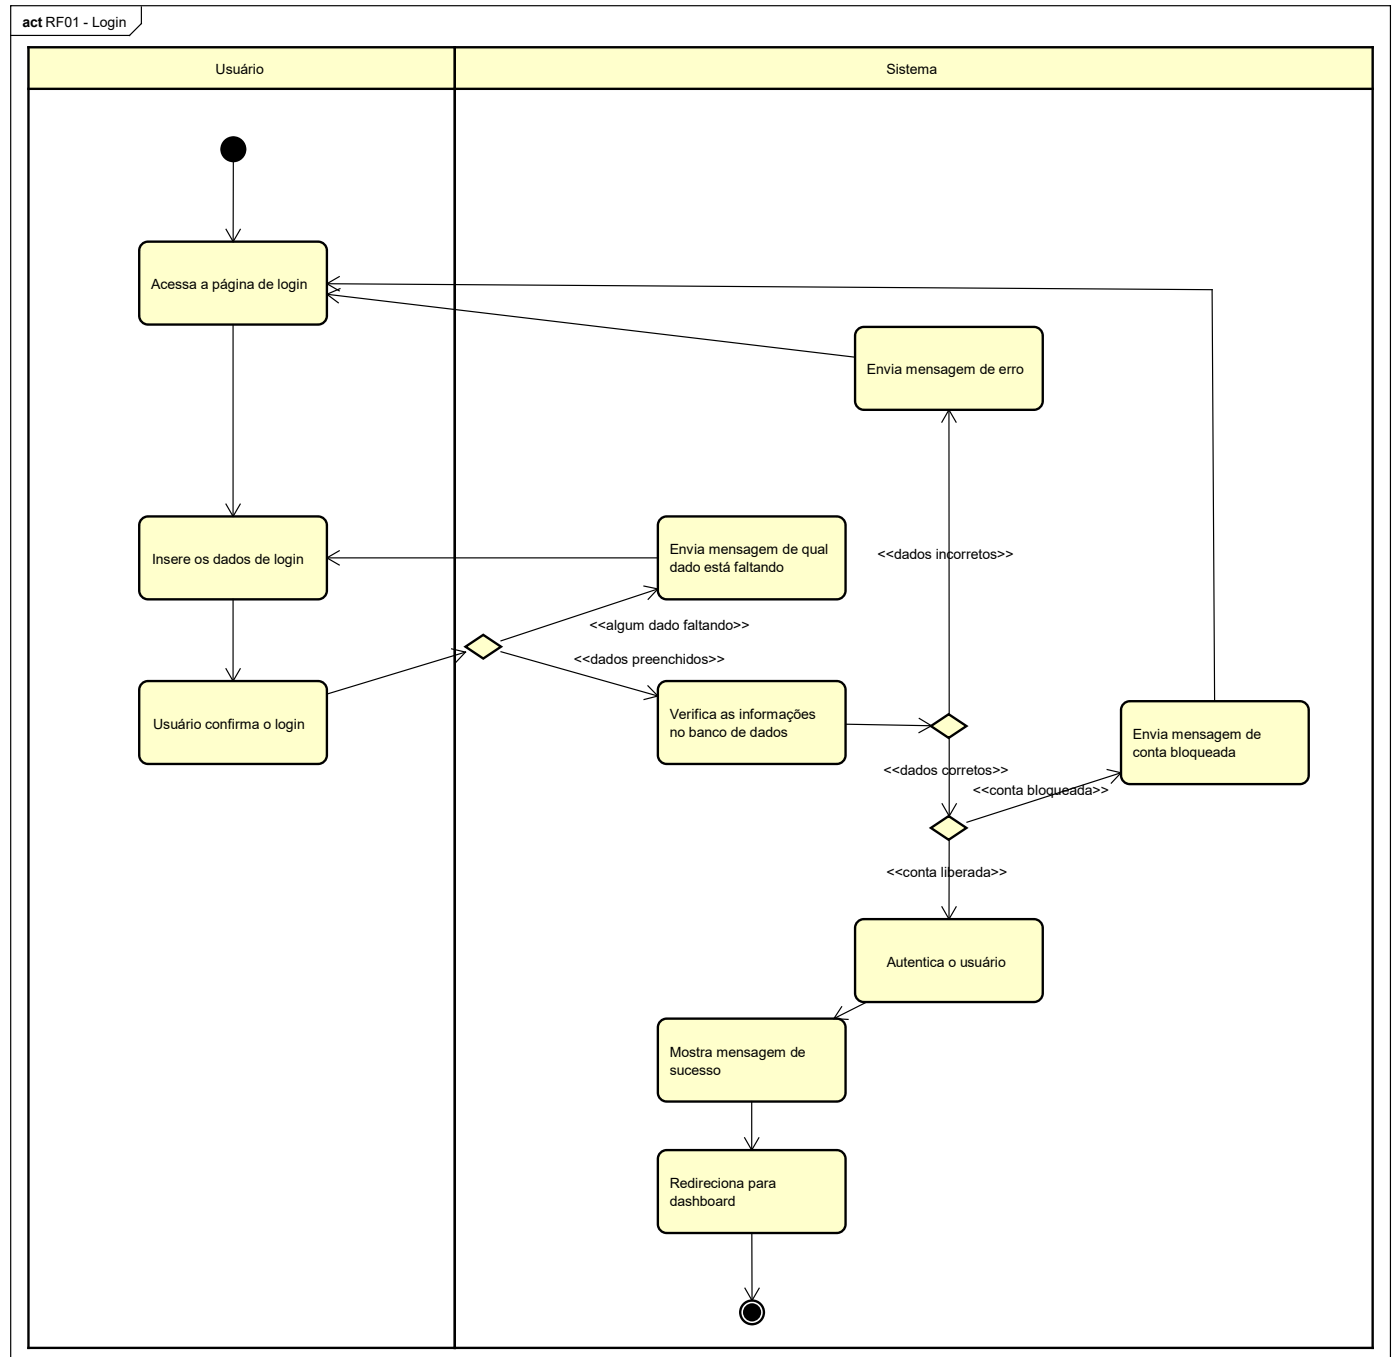 act RF01 - Login
Usuário
Sistema
Acessa a página de login
Envia mensagem de erro
Insere os dados de login
Envia mensagem de qual
dado está faltando
<<dados incorretos>>
<<algum dado faltando>>
<<dados preenchidos>>
Usuário confirma o login
Verifica as informações
no banco de dados
Envia mensagem de
conta bloqueada
<<dados corretos>>
<<conta bloqueada>>
<<conta liberada>>
Autentica o usuário
Mostra mensagem de
sucesso
Redireciona para
dashboard